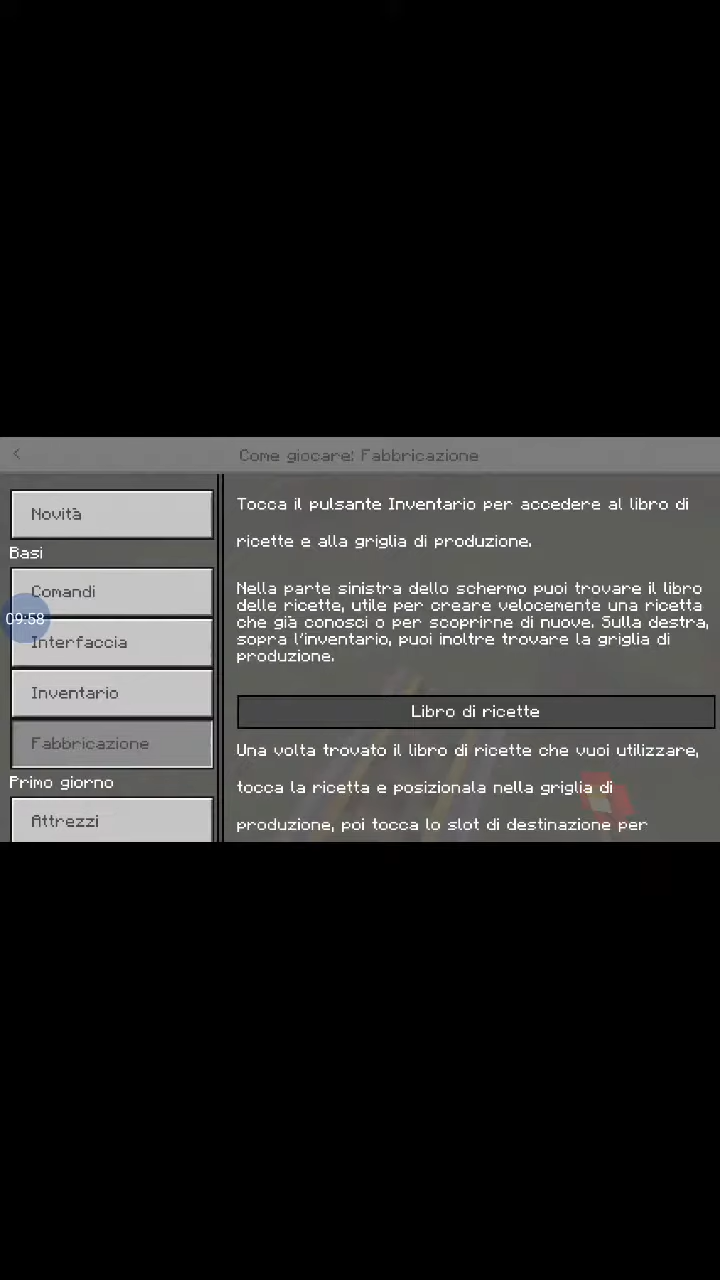 Come giocare: Fabbricazione
Novità
Basi
Comandi
09:58
Interfaccia
Inventario
Fabbricazione
Primo giorno
Attrezzi
Tocca il pulsante Inventario per accedere al libro di
ricette e alla griglia di produzione.
Nella parte sinistra dello schermo puoi trovare il libro
delle ricette, utile per creare velocemente una ricetta
che già conosci o per scoprirne di nuove. Sulla destra,
sopra l'inventario, puoi inoltre trovare la griglia di
produzione.
Libro di ricette
Una volta trovato il libro di ricette che vuoi utilizzare,
tocca la ricetta e posizionala nella griglia di
produzione, poi tocca lo slot di destinazione per